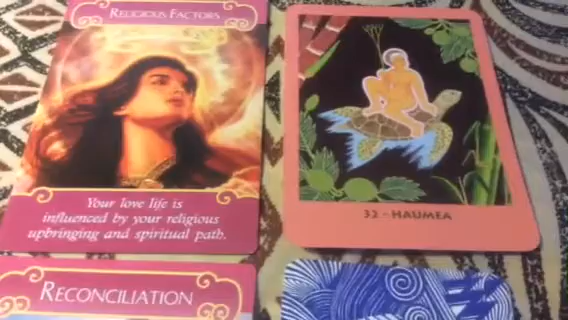 RELIGIOUS FACTORS
Your love life is
influenced by your religious
upbringing and spiritual path.
32 - HAUMEA
RECONCILIATION